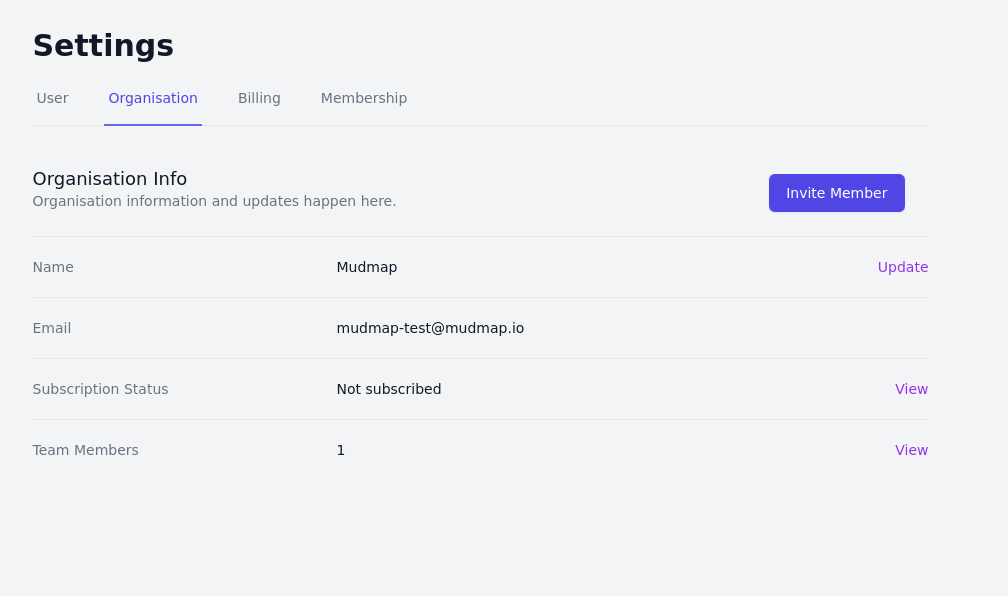 Settings
User Organisation Billing Membership
Organisation Info
Organisation information and updates happen here.
Invite Member
Name Mudmap Update
Email mudmap-test@mudmap.io
Subscription Status Not subscribed View
Team Members 1 View